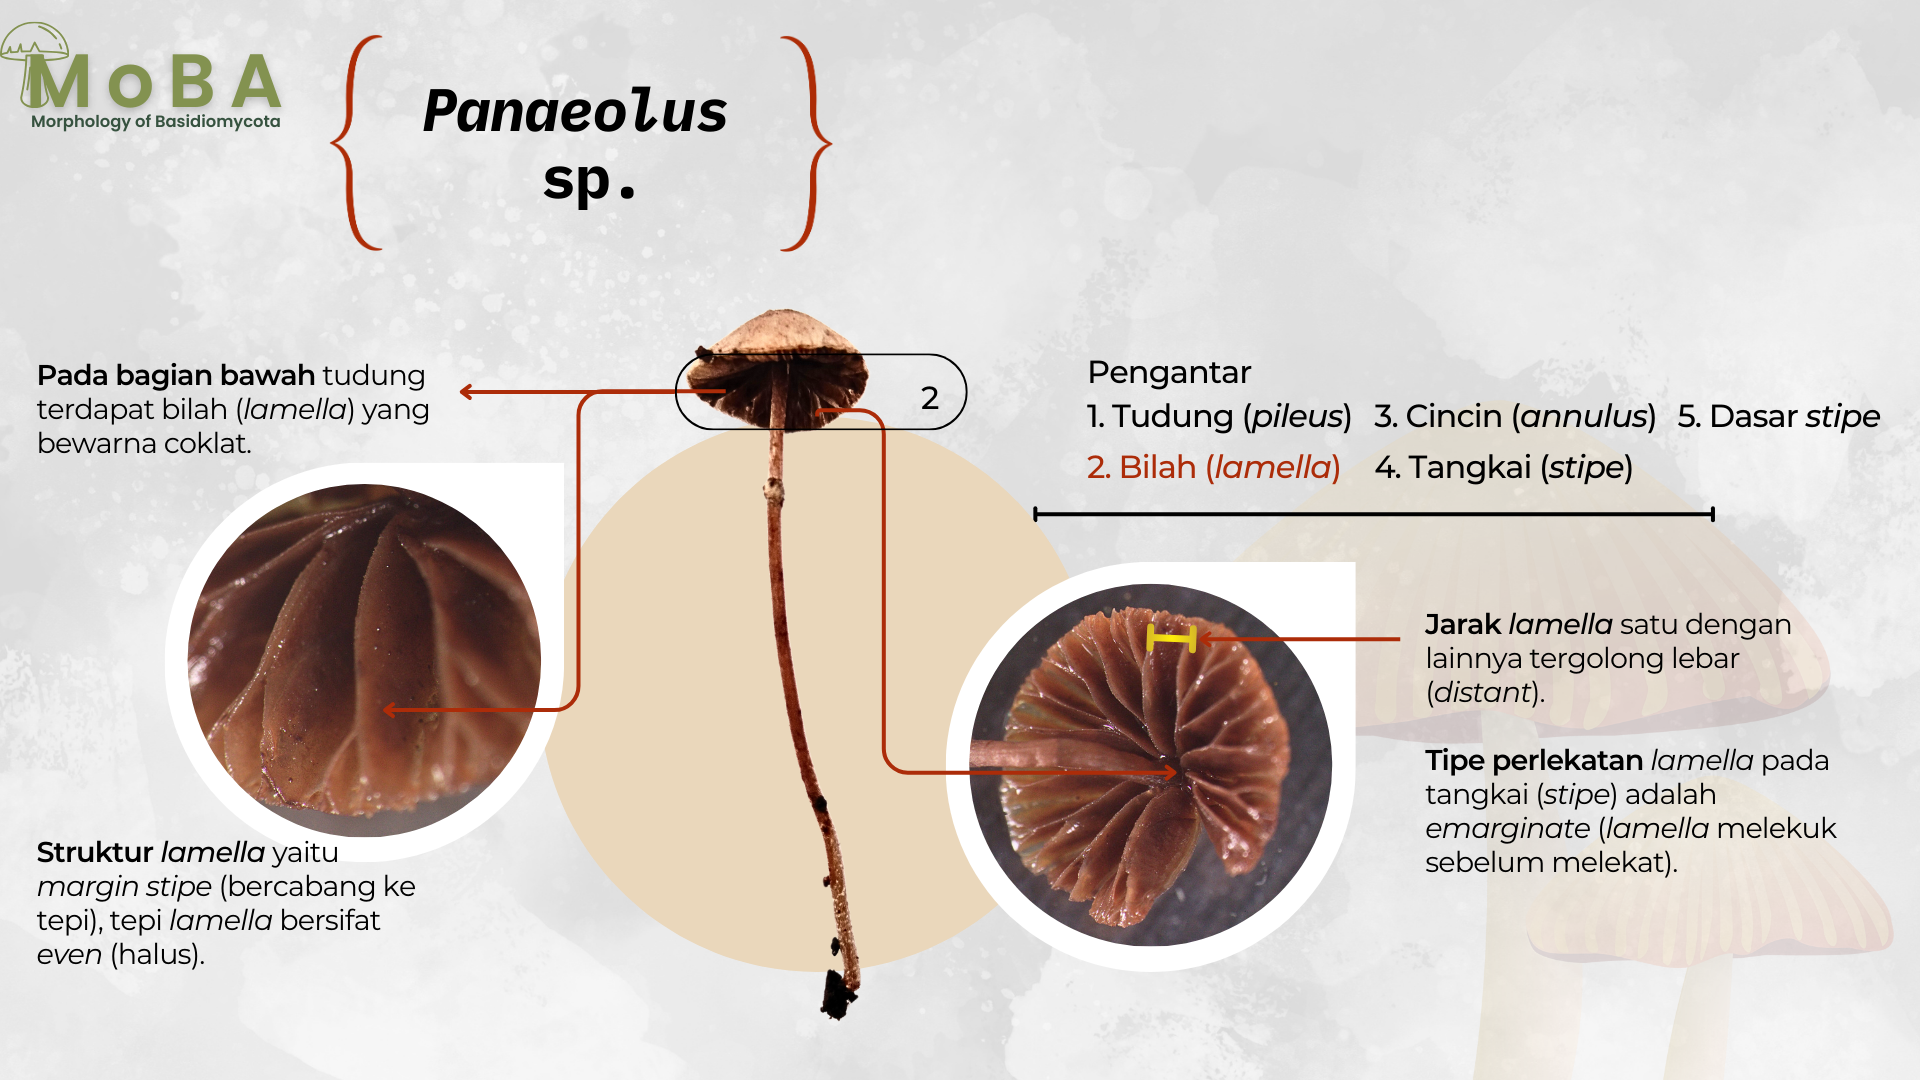 MoBA
Morphology of Basidiomycota
Panaeolus
sp.
Pada bagian bawah tudung
terdapat bilah (lamella) yang
bewarna coklat.
2
Pengantar
1. Tudung (pileus) 3. Cincin (annulus) 5. Dasar stipe
2. Bilah (lamella) 4. Tangkai (stipe)
Jarak lamella satu dengan
lainnya tergolong lebar
(distant).
Tipe perlekatan lamella pada
tangkai (stipe) adalah
emarginate (lamella melekuk
sebelum melekat).
Struktur lamella yaitu
margin stipe (bercabang ke
tepi), tepi lamella bersifat
even (halus).